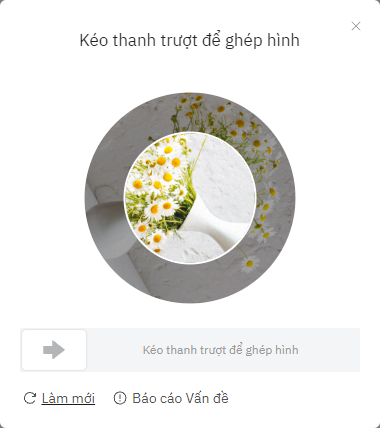 Kéo thanh trượt để ghép hình
Kéo thanh trượt để ghép hình
Làm mới
Báo cáo Vấn đề